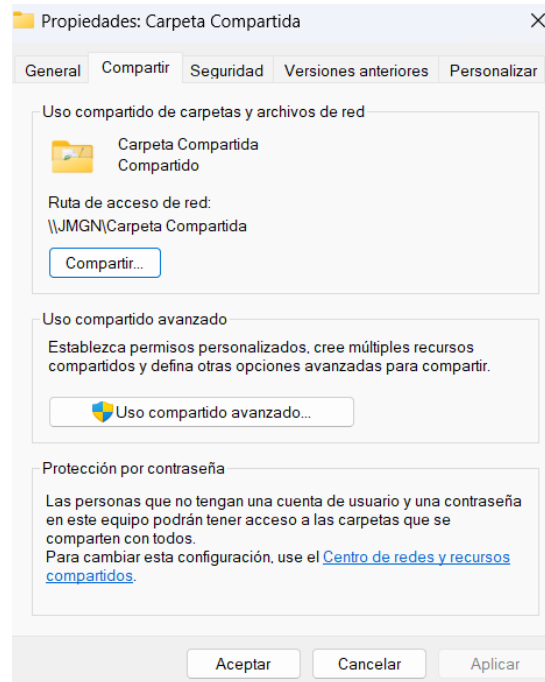 Propiedades: Carpeta Compartida
General Compartir Seguridad Versiones anteriores Personalizar
Uso compartido de carpetas y archivos de red
Carpeta Compartida
Compartido
Ruta de acceso de red:
\\JMGN\Carpeta Compartida
Compartir...
Uso compartido avanzado
Establezca permisos personalizados, cree múltiples recursos
compartidos y defina otras opciones avanzadas para compartir.
Uso compartido avanzado...
Protección por contraseña
Las personas que no tengan una cuenta de usuario y una contraseña
en este equipo podrán tener acceso a las carpetas que se
comparten con todos.
Para cambiar esta configuración, use el Centro de redes y recursos
compartidos.
Aceptar Cancelar Aplicar